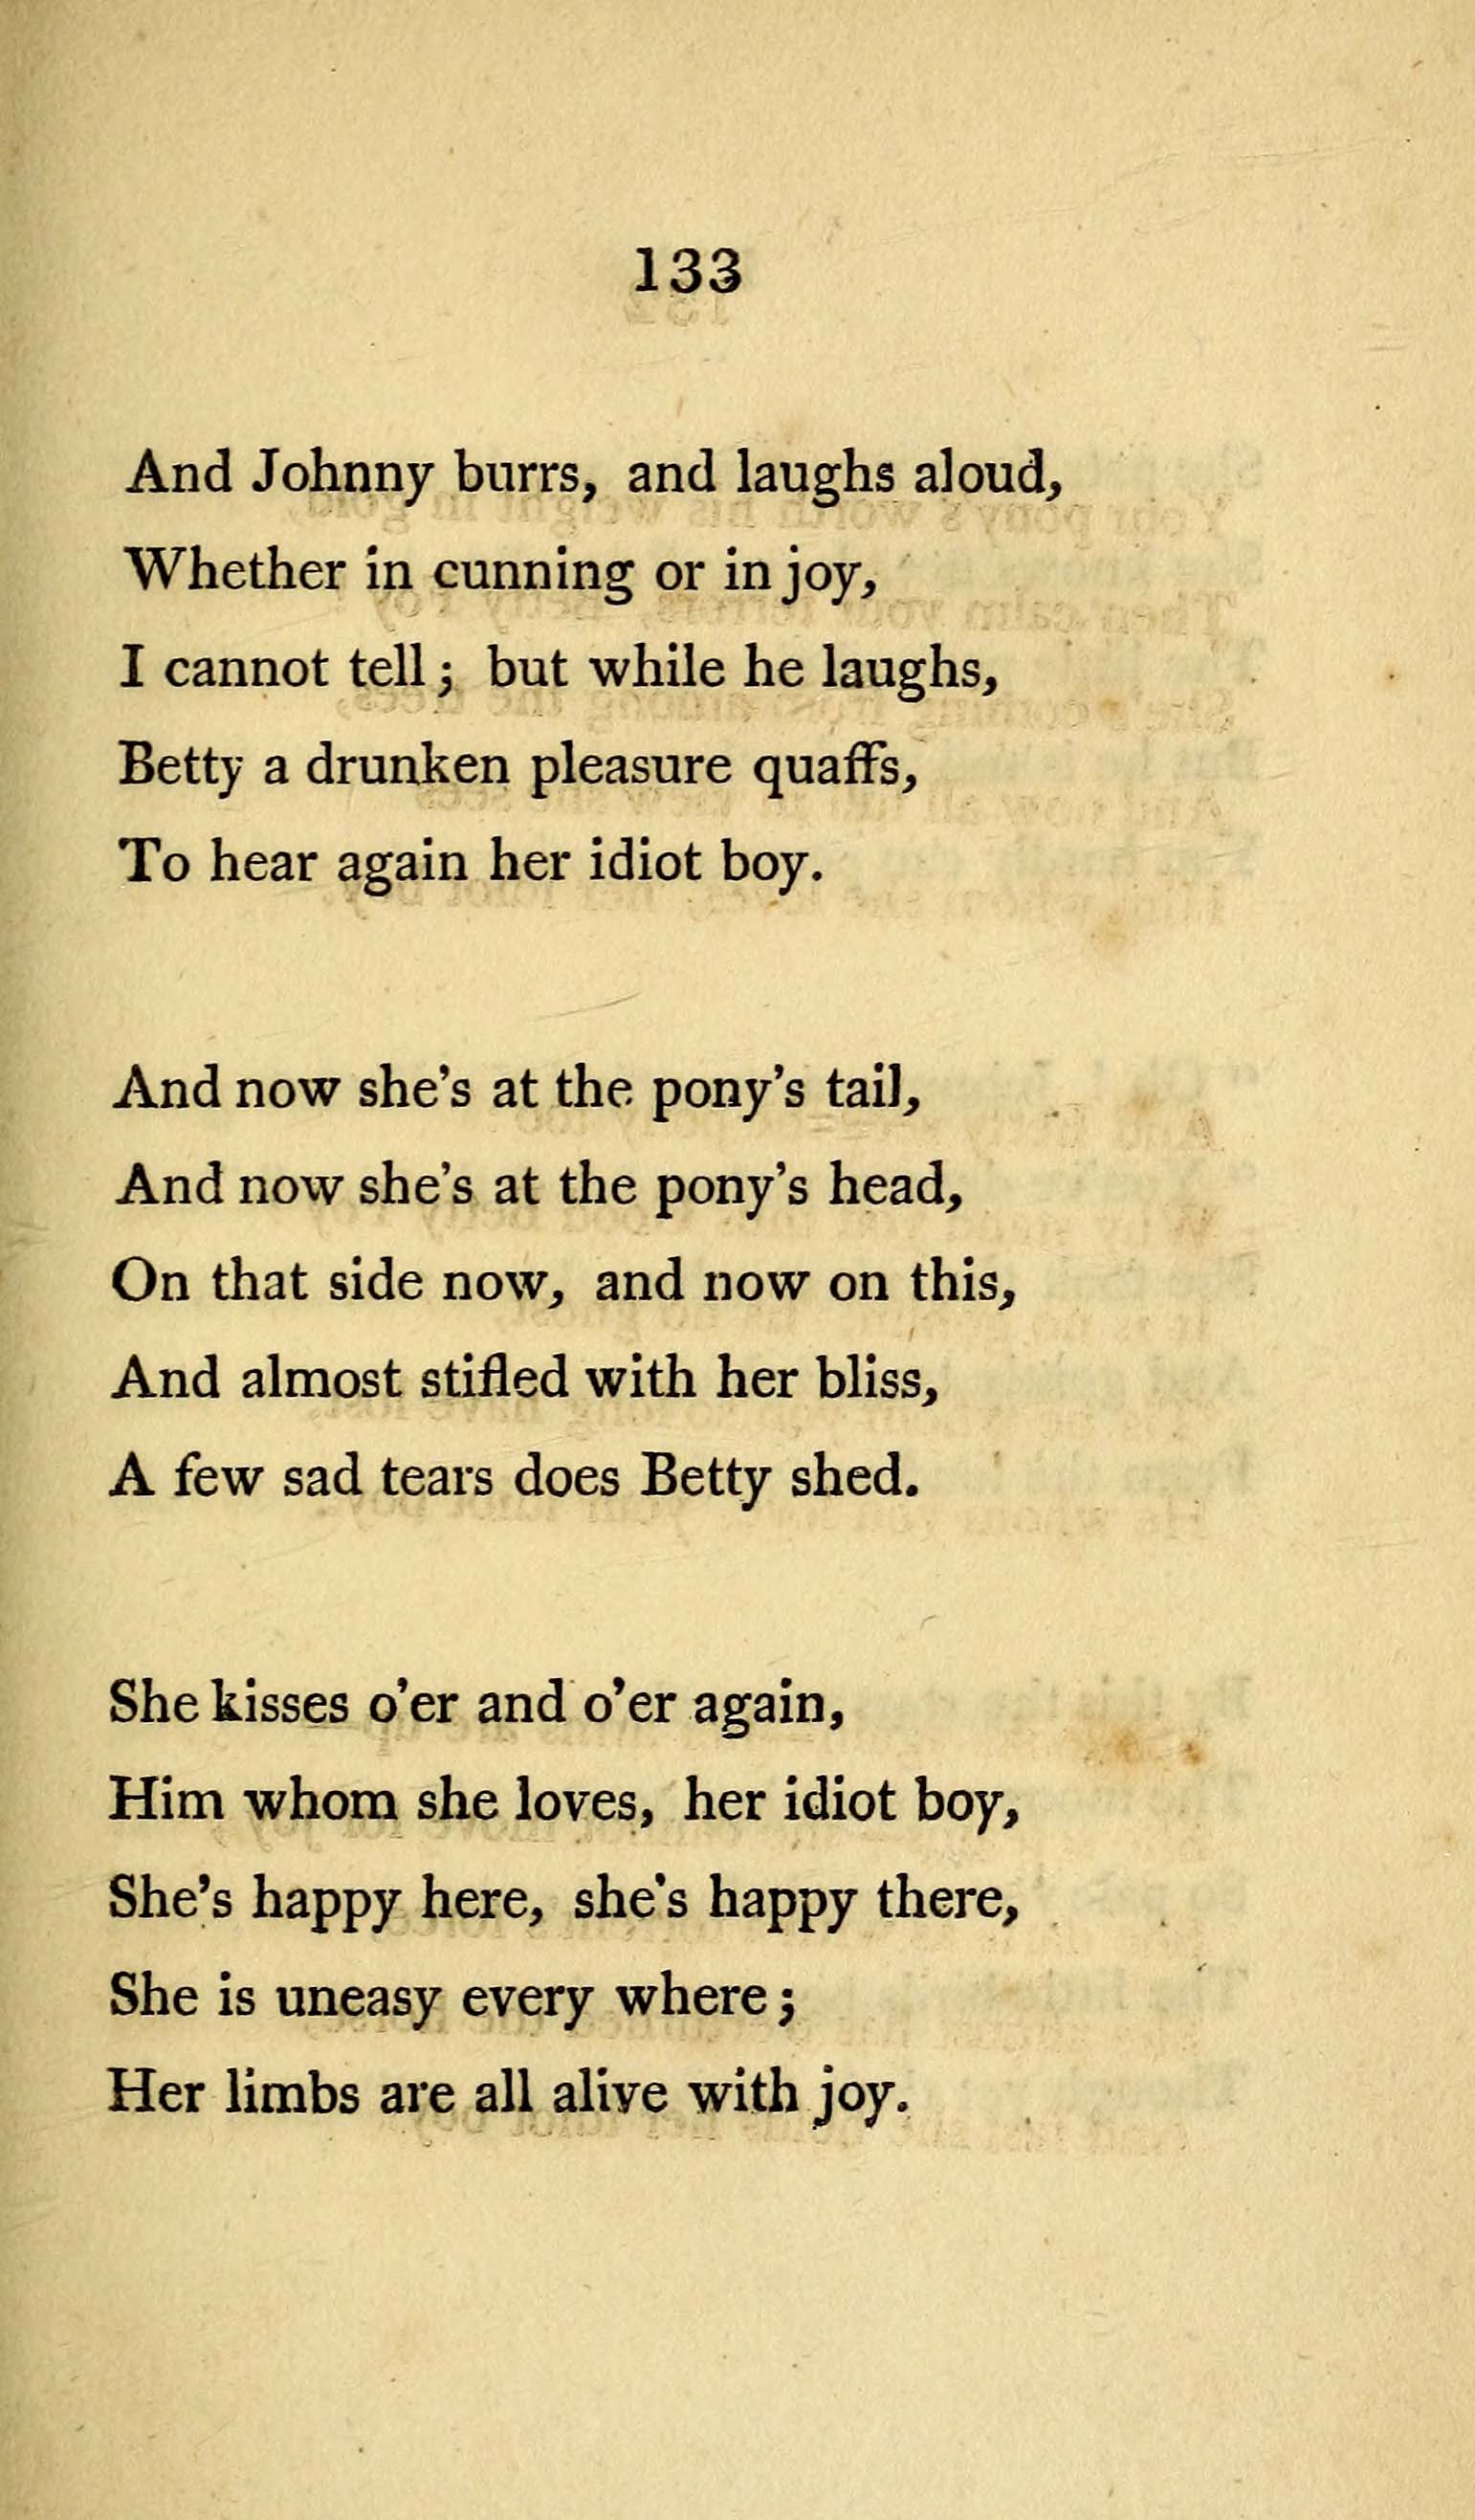 133
And Johnny burrs, and laughs aloud,
Whether in cunning or in joy,
I cannot tell; but while he laughs,
Betty a drunken pleasure quaffs,
To hear again her idiot boy.
And now she's at the pony's tail,
And now she's at the pony's head,
On that side now, and now on this,
And almost stifled with her bliss,
A few sad tears does Betty shed.
She kisses o'er and o'er again,
Him whom she loves, her idiot boy,
She's happy here, she's happy there,
She is uneasy every where;
Her limbs are all alive with joy.